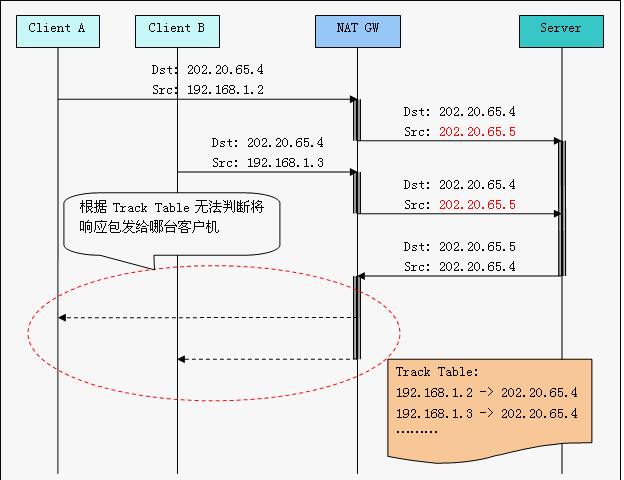 Client A
Client B
NAT GW
Server
Dst: 202.20.65.4
Src: 192.168.1.2
Dst: 202.20.65.4
Src: 202.20.65.5
Dst: 202.20.65.4
Src: 192.168.1.3
Dst: 202.20.65.4
Src: 202.20.65.5
根据 Track Table 无法判断将
响应包发给哪台客户机
Dst: 202.20.65.5
Src: 202.20.65.4
Track Table:
192.168.1.2 -> 202.20.65.4
192.168.1.3 -> 202.20.65.4
………